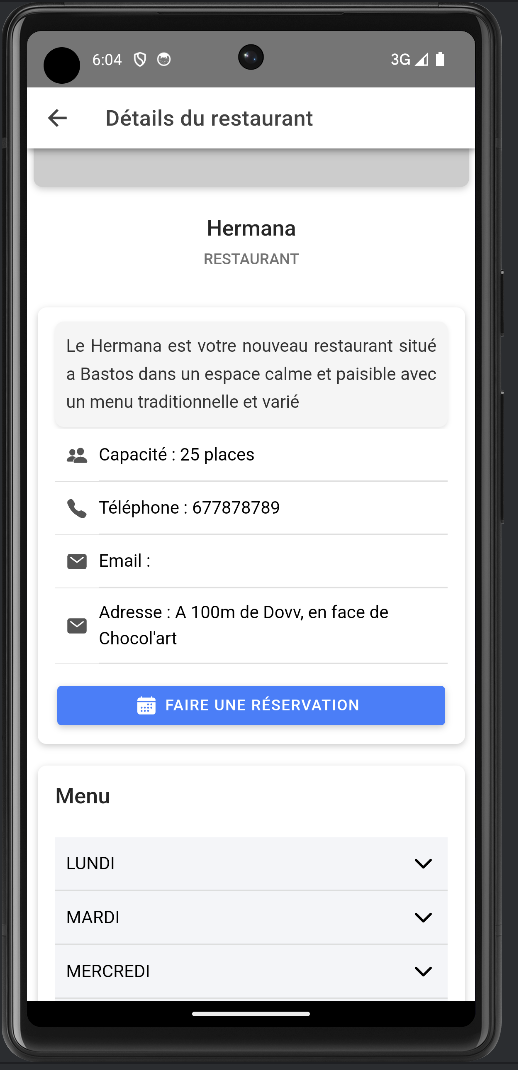 6:04
3G
Détails du restaurant
Hermana
RESTAURANT
Le Hermana est votre nouveau restaurant situé
a Bastos dans un espace calme et paisible avec
un menu traditionnelle et varié
Capacité : 25 places
Téléphone : 677878789
Email :
Adresse : A 100m de Dovv, en face de
Chocol'art
FAIRE UNE RÉSERVATION
Menu
LUNDI
MARDI
MERCREDI